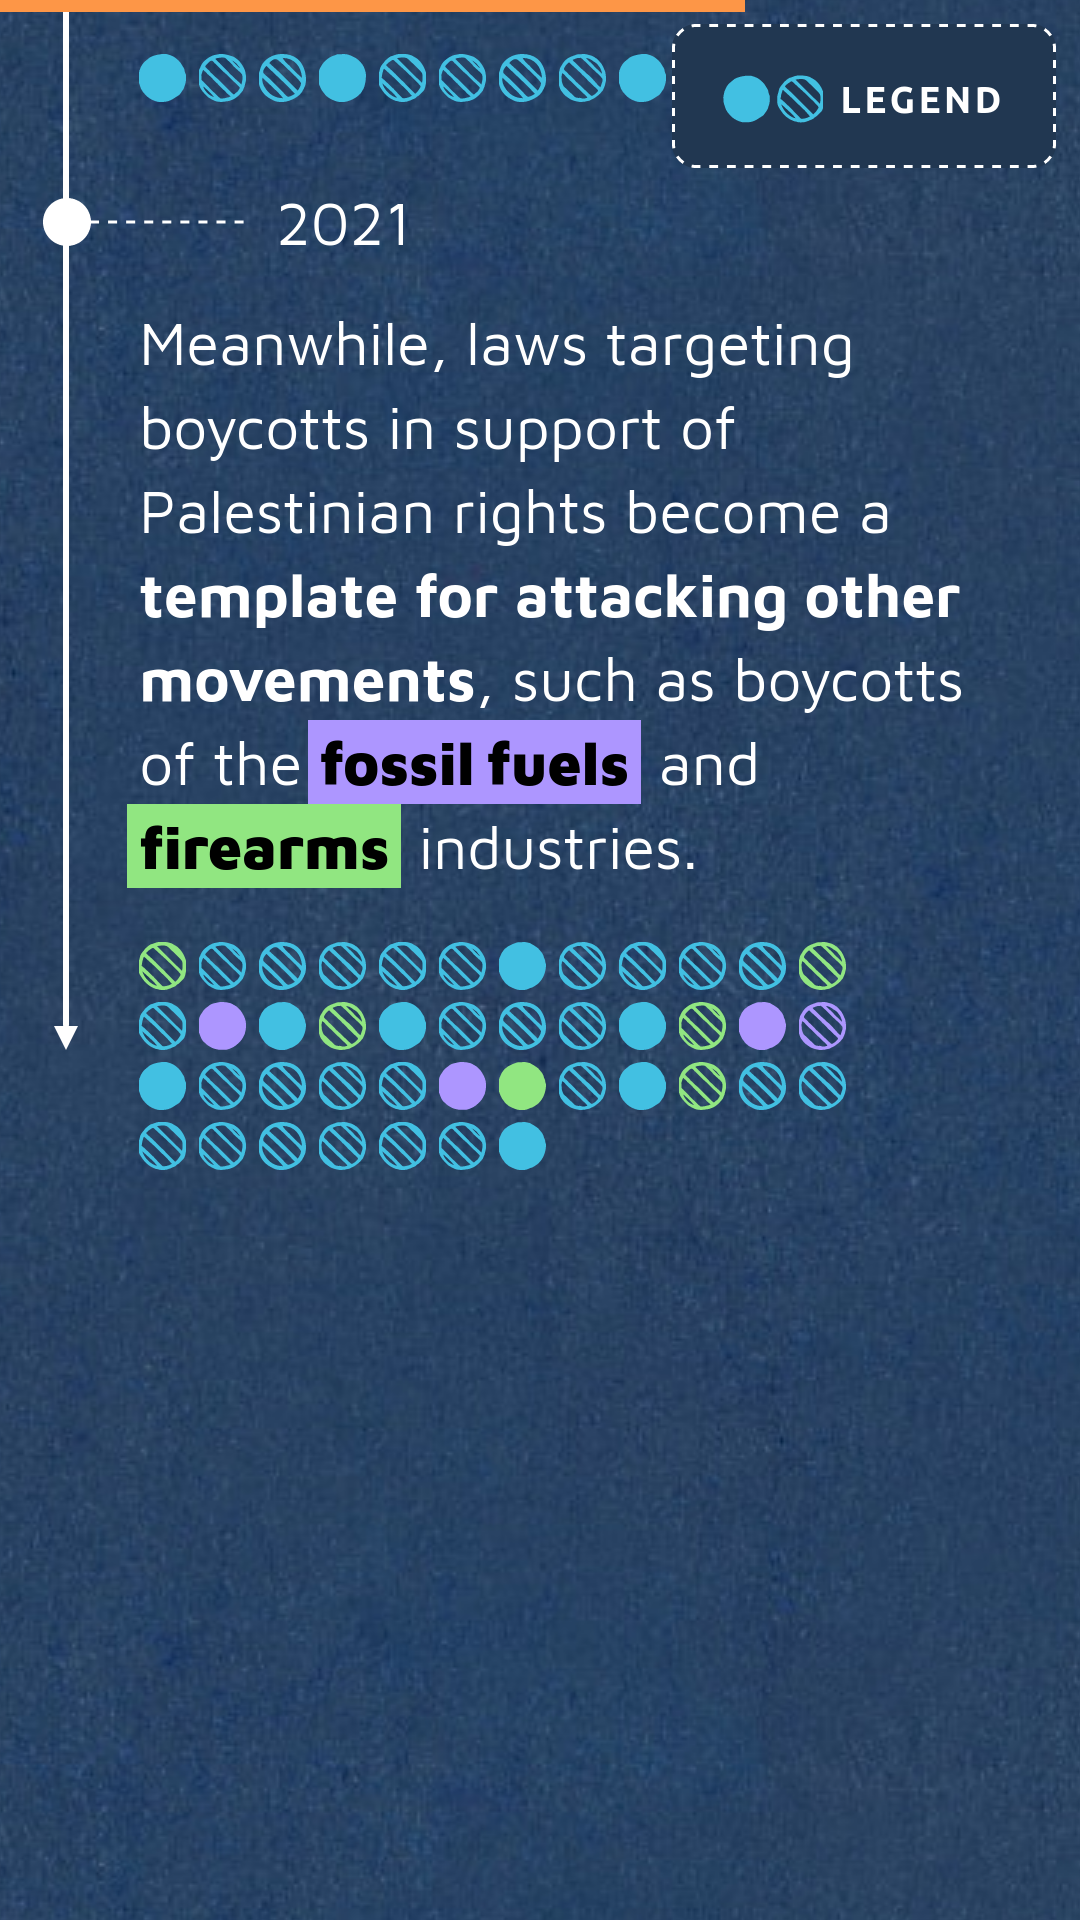 LEGEND
2021
Meanwhile, laws targeting
boycotts in support of
Palestinian rights become a
template for attacking other
movements, such as boycotts
of the fossil fuels and
firearms industries.